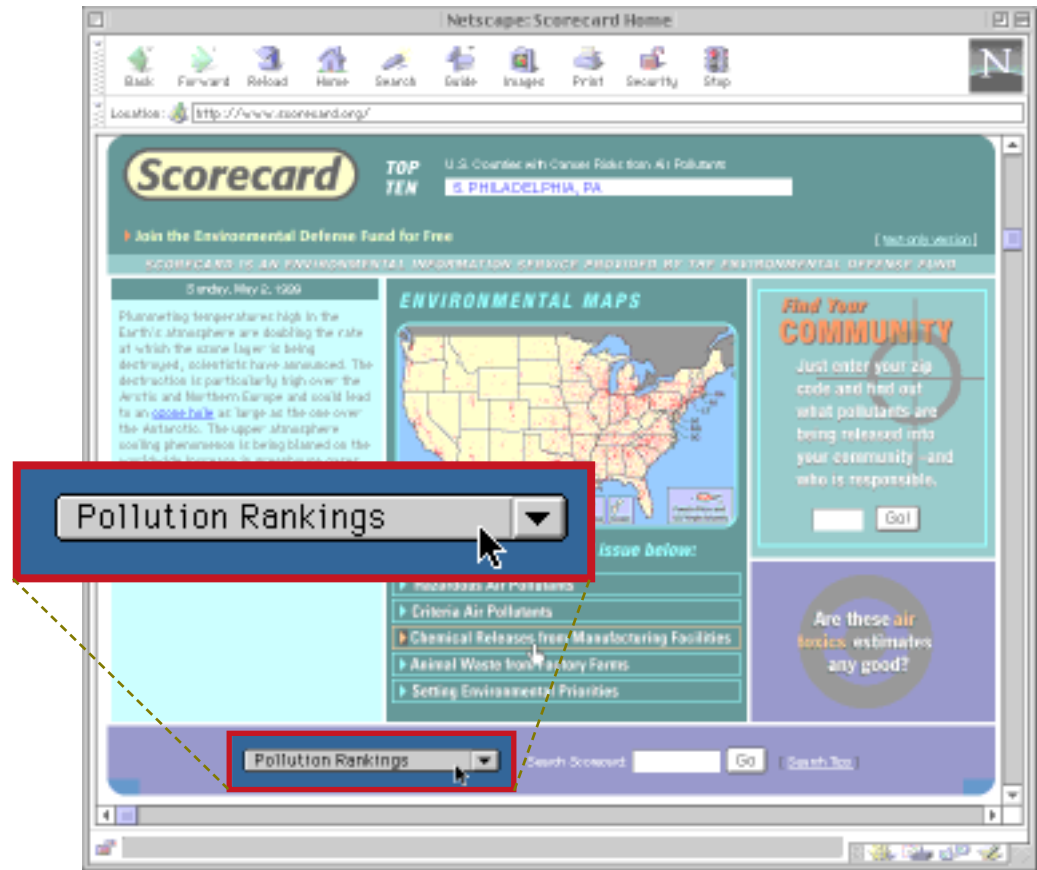 Netscape: Scorecard Home
Back Forward Reload Home Search Guide Images Print Security Stop
Location: http://www.scorecard.org/
N
Scorecard
TOP TEN
U.S. Counties with Cancer Risks from Air Pollutants
5. PHILADELPHIA, PA
Join the Environmental Defense Fund for Free
[ text-only version ]
SCORECARD IS AN ENVIRONMENTAL INFORMATION SERVICE PROVIDED BY THE ENVIRONMENTAL DEFENSE FUND
Sunday, May 2, 1999
Plummeting temperatures high in the
Earth's atmosphere are doubling the rate
at which the ozone layer is being
destroyed, scientists have announced. The
destruction is particularly high over the
Arctic and Northern Europe and could lead
to an ozone hole as large as the one over
the Antarctic. The upper atmosphere
cooling phenomenon is being blamed on the
worldwide increase in greenhouse gases
ENVIRONMENTAL MAPS
issue below:
Hazardous Air Pollutants
Criteria Air Pollutants
Chemical Releases from Manufacturing Facilities
Animal Waste from Factory Farms
Setting Environmental Priorities
Find Your
COMMUNITY
Just enter your zip
code and find out
what pollutants are
being released into
your community -and
who is responsible.
Go!
Are these air
toxics estimates
any good?
Pollution Rankings
Pollution Rankings
Search Scorecard:
Go
[ Search Tips ]